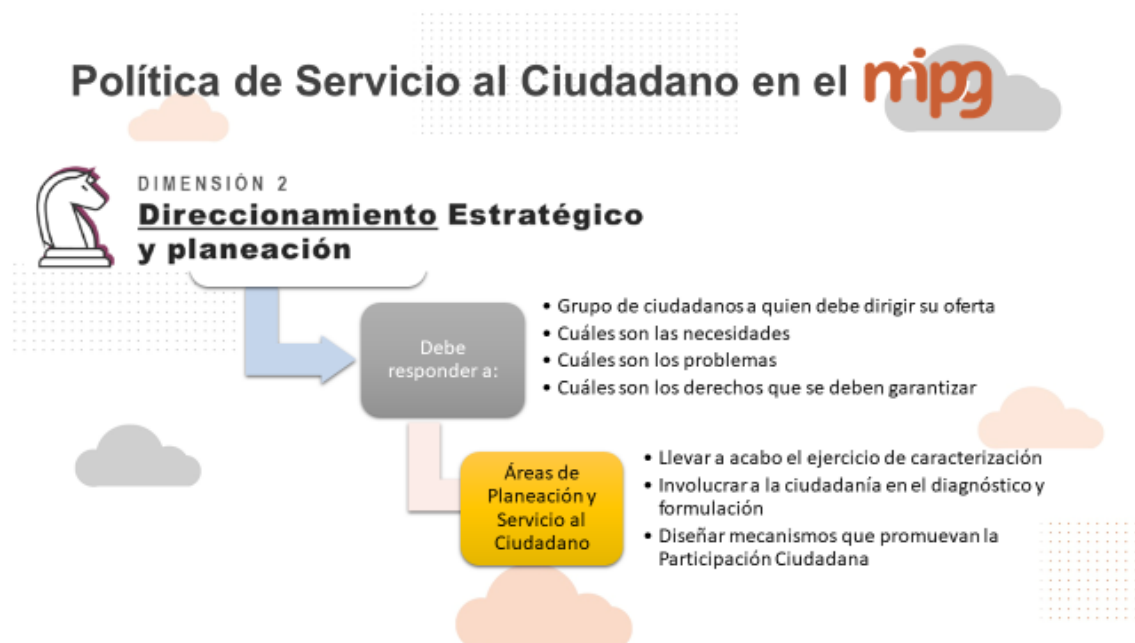 Política de Servicio al Ciudadano en el mipg
DIMENSIÓN 2
Direccionamiento Estratégico
y planeación
Debe
responder a:
• Grupo de ciudadanos a quien debe dirigir su oferta
• Cuáles son las necesidades
• Cuáles son los problemas
• Cuáles son los derechos que se deben garantizar
Áreas de
Planeación y
Servicio al
Ciudadano
• Llevar a acabo el ejercicio de caracterización
• Involucrar a la ciudadanía en el diagnóstico y
formulación
• Diseñar mecanismos que promuevan la
Participación Ciudadana